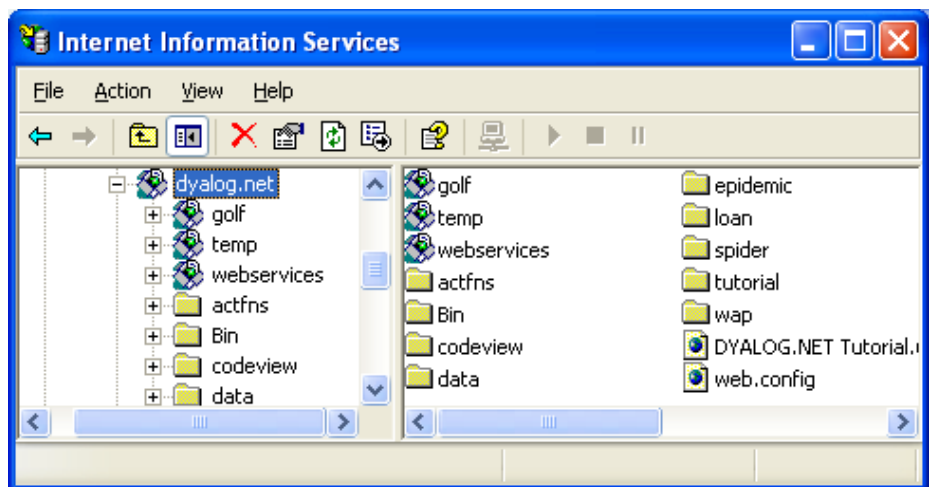 Internet Information Services
File Action View Help
dyalog.net
golf
temp
webservices
actfns
Bin
codeview
data
golf
temp
webservices
actfns
Bin
codeview
data
epidemic
loan
spider
tutorial
wap
DYALOG.NET Tutorial.
web.config